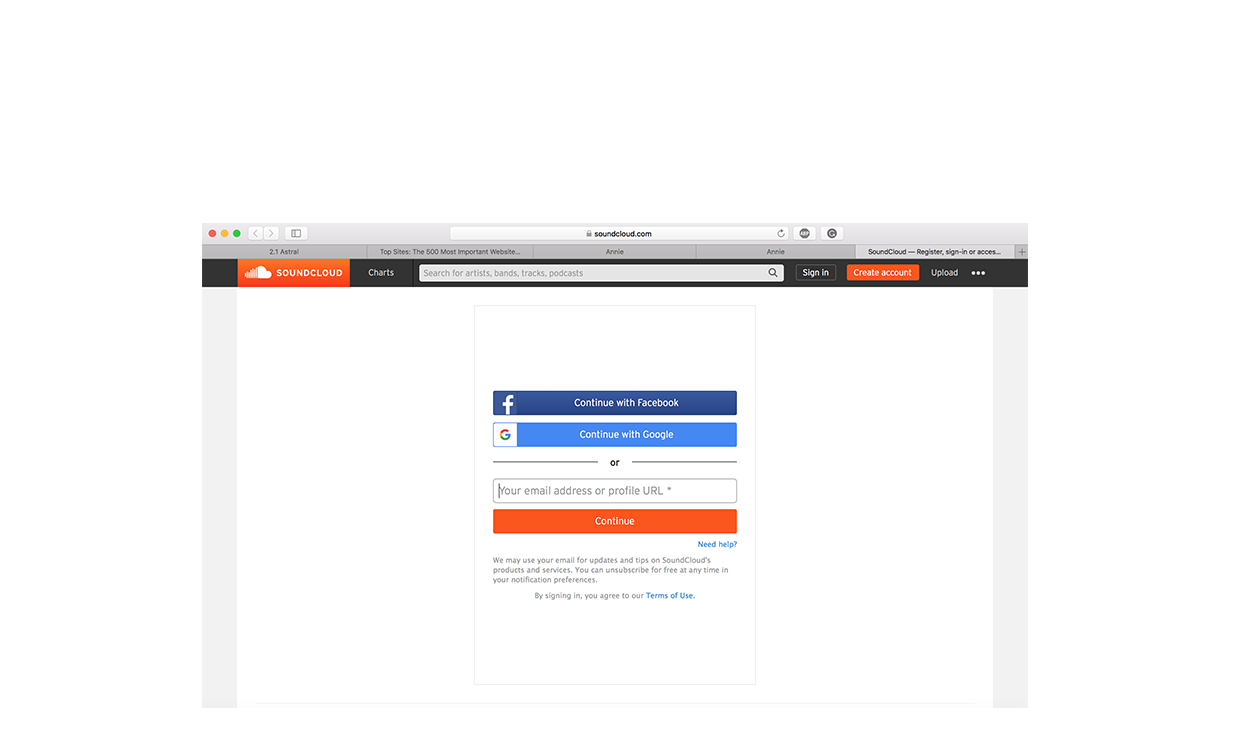 soundcloud.com
ABP
2.1 Astral
Top Sites: The 500 Most Important Website...
Annie
Annie
SoundCloud — Register, sign-in or acces...
SOUNDCLOUD
Charts
Search for artists, bands, tracks, podcasts
Sign in
Create account
Upload
Continue with Facebook
Continue with Google
or
Your email address or profile URL *
Continue
Need help?
We may use your email for updates and tips on SoundCloud's
products and services. You can unsubscribe for free at any time in
your notification preferences.
By signing in, you agree to our Terms of Use.